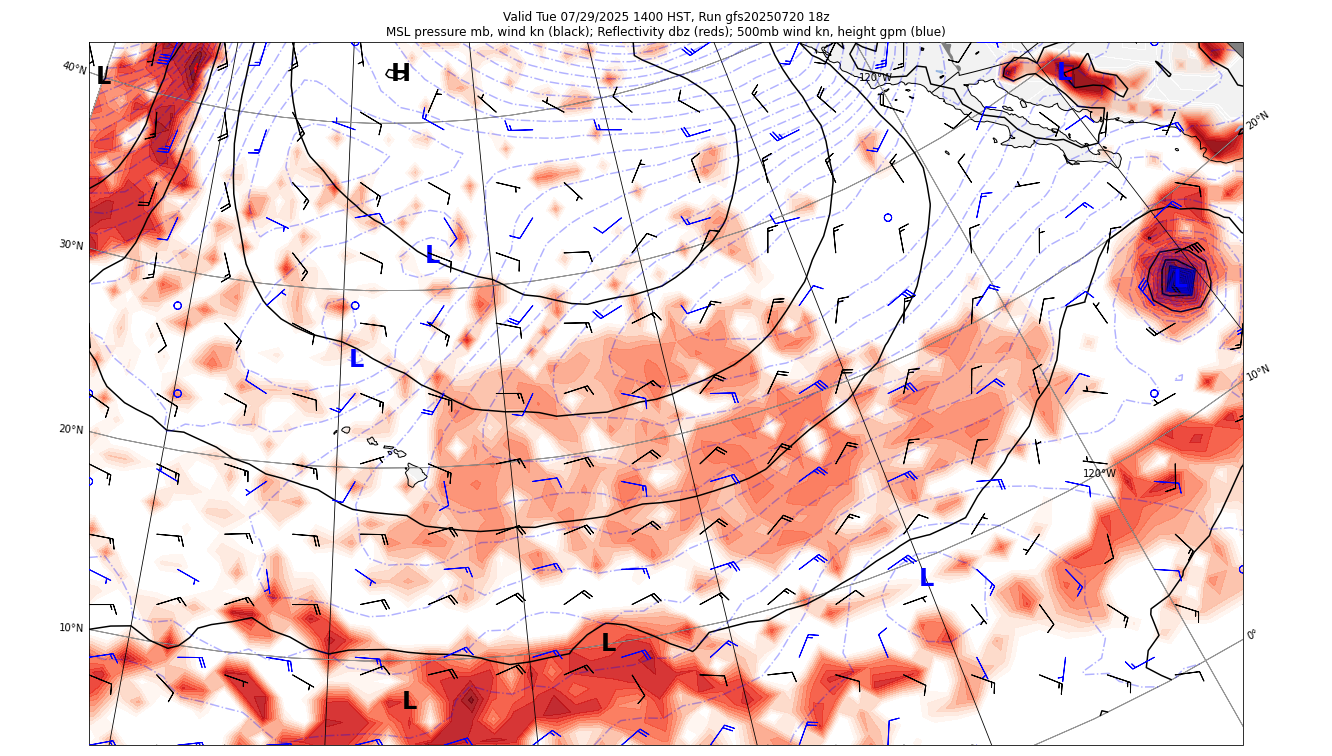 Valid Tue 07/29/2025 1400 HST, Run gfs20250720 18z
MSL pressure mb, wind kn (black); Reflectivity dbz (reds); 500mb wind kn, height gpm (blue)
40°N
L
H
120°W
L
20°N
30°N
L
L
L
10°N
20°N
120°W
L
10°N
L
0°
L